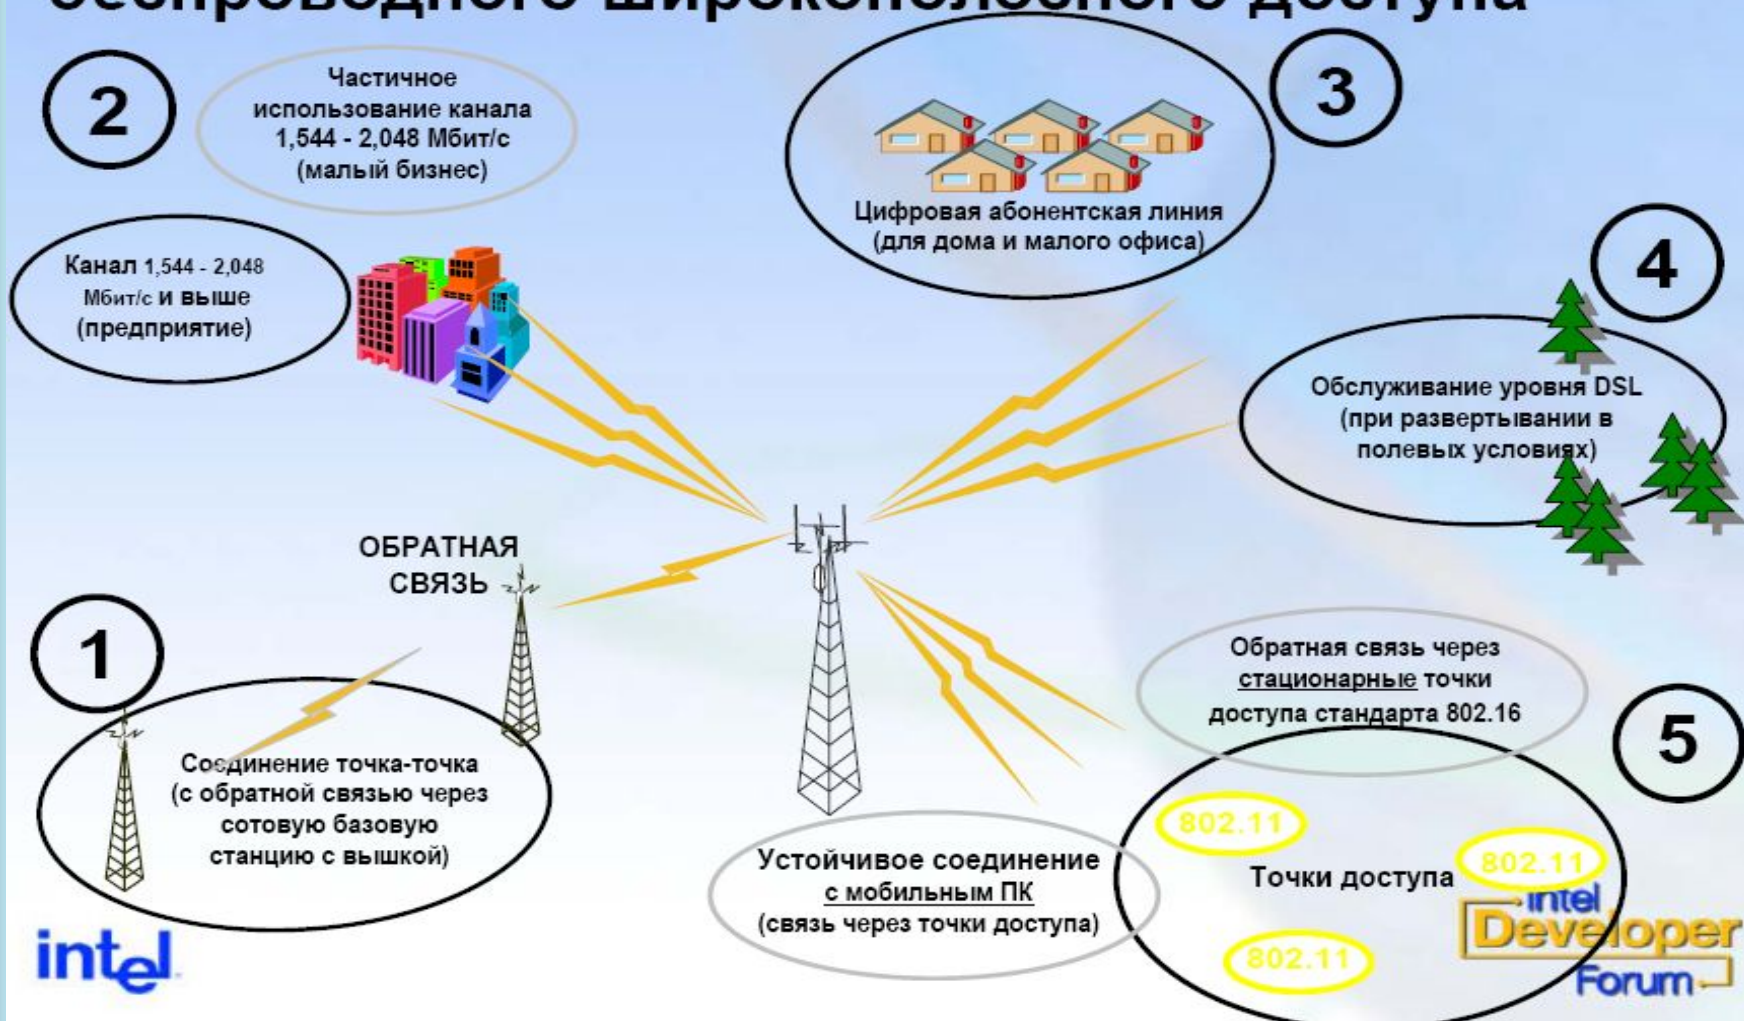 беспроводного широкополосного доступа
2
Частичное
использование канала
1,544 - 2,048 Мбит/с
(малый бизнес)
Канал 1,544 - 2,048
Мбит/с и выше
(предприятие)
3
Цифровая абонентская линия
(для дома и малого офиса)
4
Обслуживание уровня DSL
(при развертывании в
полевых условиях)
ОБРАТНАЯ
СВЯЗЬ
1
Соединение точка-точка
(с обратной связью через
сотовую базовую
станцию с вышкой)
Обратная связь через
стационарные точки
доступа стандарта 802.16
5
802.11
802.11
Точки доступа
802.11
Устойчивое соединение
с мобильным ПК
(связь через точки доступа)
intel
intel
Developer
Forum